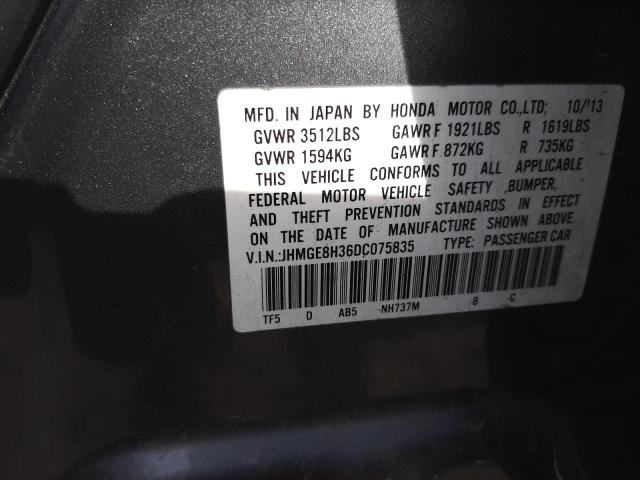 MFD. IN JAPAN BY HONDA MOTOR CO.,LTD; 10/'13
GVWR 3512LBS GAWR F 1921LBS R 1619LBS
GVWR 1594KG GAWR F 872KG R 735KG
THIS VEHICLE CONFORMS TO ALL APPLICABLE
FEDERAL MOTOR VEHICLE SAFETY ,BUMPER,
AND THEFT PREVENTION STANDARDS IN EFFECT
ON THE DATE OF MANUFACTURE SHOWN ABOVE.
V.I.N.:JHMGE8H36DC075835 TYPE: PASSENGER CAR
TF5 D AB5 -NH737M -8 -C